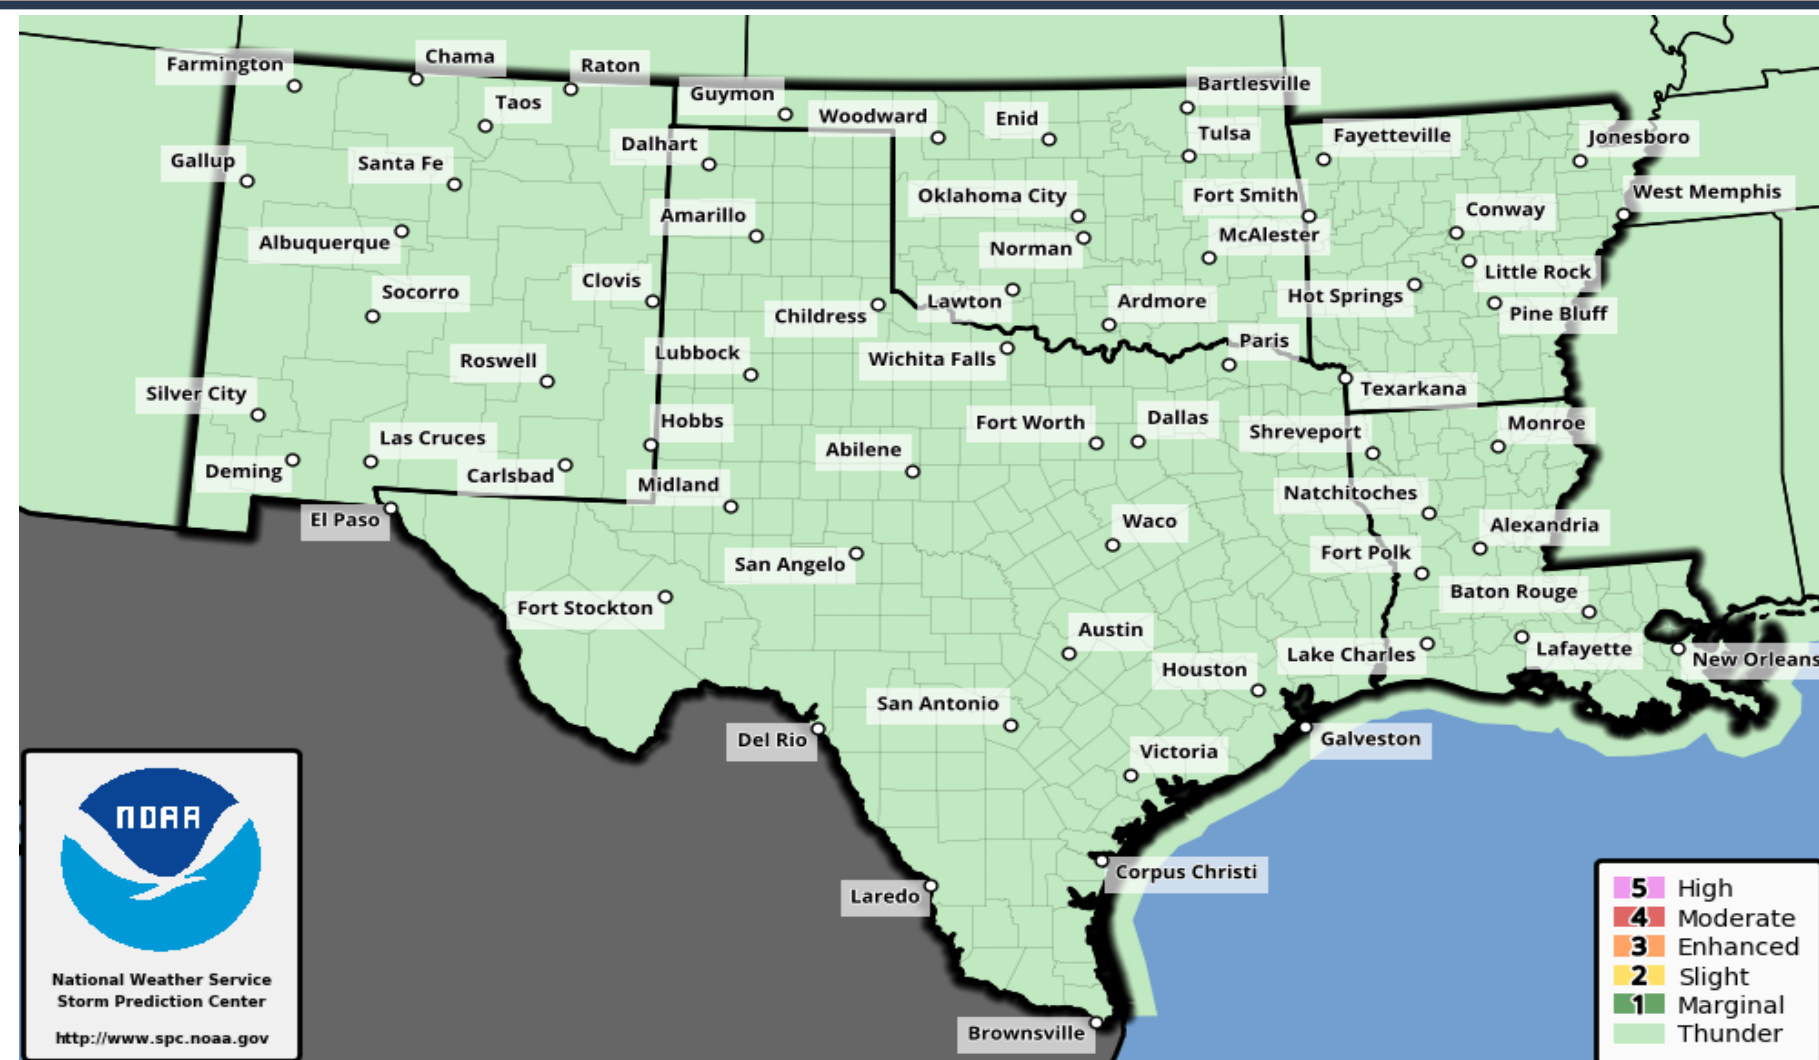 Farmington
Chama
Raton
Taos
Guymon
Woodward
Enid
Bartlesville
Tulsa
Fayetteville
Jonesboro
Dalhart
Gallup
Santa Fe
Oklahoma City
Fort Smith
Conway
West Memphis
Amarillo
Albuquerque
Norman
McAlester
Little Rock
Socorro
Clovis
Childress
Lawton
Ardmore
Hot Springs
Pine Bluff
Roswell
Lubbock
Wichita Falls
Paris
Texarkana
Silver City
Hobbs
Fort Worth
Dallas
Shreveport
Monroe
Las Cruces
Abilene
Deming
Carlsbad
Midland
Natchitoches
El Paso
Waco
Alexandria
San Angelo
Fort Polk
Fort Stockton
Baton Rouge
Austin
Lake Charles
Lafayette
New Orleans
Houston
San Antonio
Del Rio
Victoria
Galveston
Corpus Christi
Laredo
Brownsville
NOAA
National Weather Service
Storm Prediction Center
http://www.spc.noaa.gov
5 High
4 Moderate
3 Enhanced
2 Slight
1 Marginal
Thunder